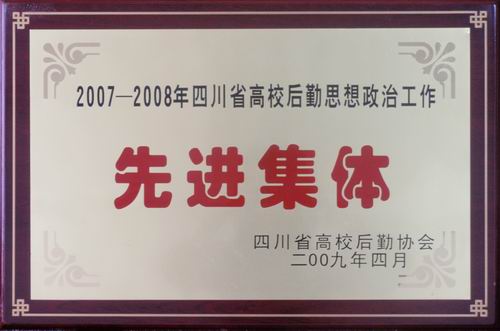 2007—2008年四川省高校后勤思想政治工作
先进集体
四川省高校后勤协会
二00九年四月